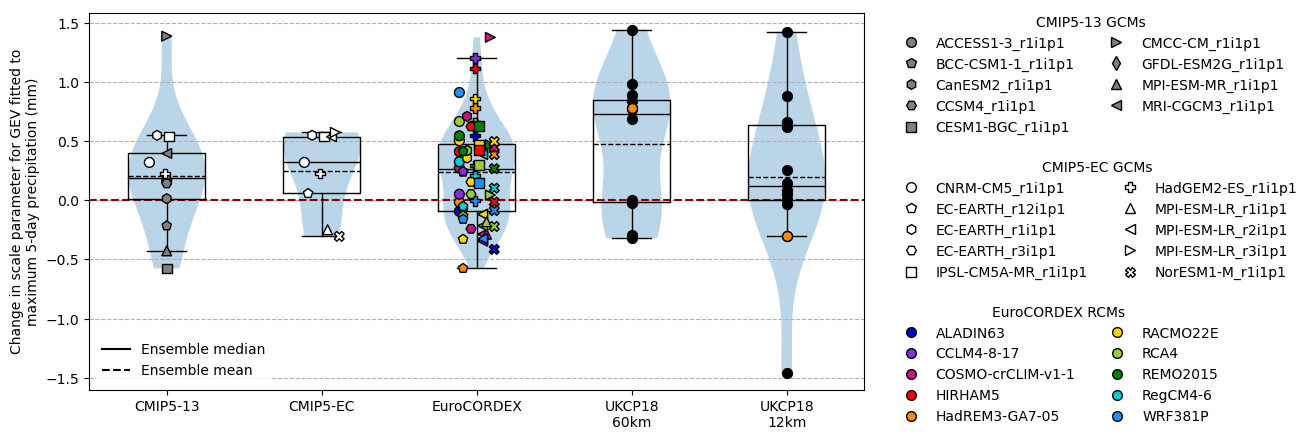 Change in scale parameter for GEV fitted to
maximum 5-day precipitation (mm)
1.5
1.0
0.5
0.0
−0.5
−1.0
−1.5
Ensemble median
Ensemble mean
CMIP5-13
CMIP5-EC
EuroCORDEX
UKCP18
60km
UKCP18
12km
CMIP5-13 GCMs
ACCESS1-3_r1i1p1
BCC-CSM1-1_r1i1p1
CanESM2_r1i1p1
CCSM4_r1i1p1
CESM1-BGC_r1i1p1
CMCC-CM_r1i1p1
GFDL-ESM2G_r1i1p1
MPI-ESM-MR_r1i1p1
MRI-CGCM3_r1i1p1
CMIP5-EC GCMs
CNRM-CM5_r1i1p1
EC-EARTH_r12i1p1
EC-EARTH_r1i1p1
EC-EARTH_r3i1p1
IPSL-CM5A-MR_r1i1p1
HadGEM2-ES_r1i1p1
MPI-ESM-LR_r1i1p1
MPI-ESM-LR_r2i1p1
MPI-ESM-LR_r3i1p1
NorESM1-M_r1i1p1
EuroCORDEX RCMs
ALADIN63
CCLM4-8-17
COSMO-crCLIM-v1-1
HIRHAM5
HadREM3-GA7-05
RACMO22E
RCA4
REMO2015
RegCM4-6
WRF381P